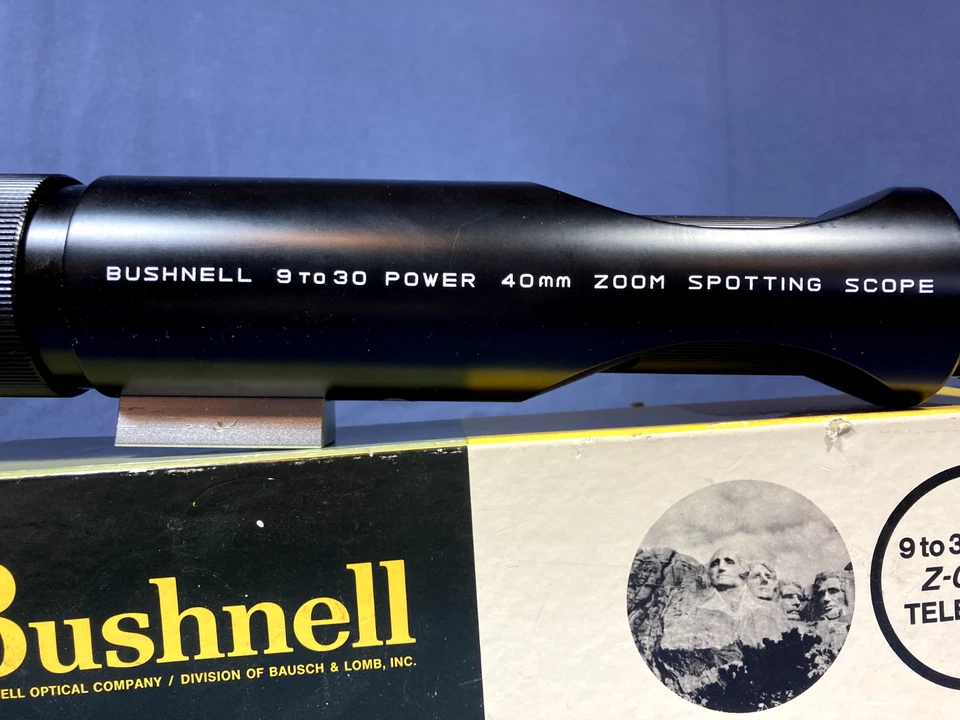 BUSHNELL 9 TO 30 POWER 40mm ZOOM SPOTTING SCOPE
Bushnell
ELL OPTICAL COMPANY / DIVISION OF BAUSCH & LOMB, INC.
9 to 3
Z-
TELE